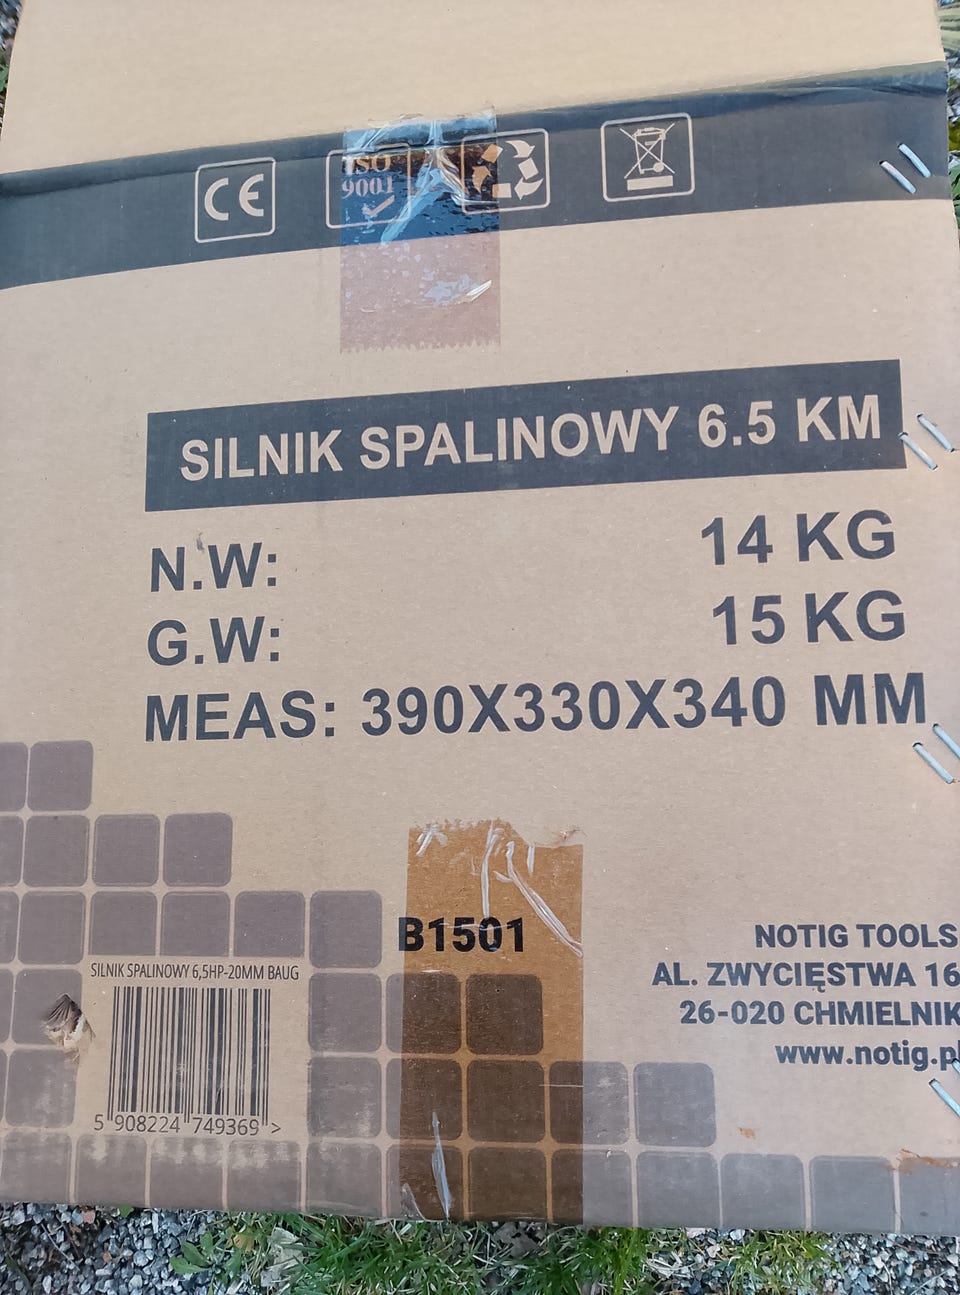 CE
ISO
9001
SILNIK SPALINOWY 6.5 KM
N.W: 14 KG
G.W: 15 KG
MEAS: 390X330X340 MM
B1501
NOTIG TOOLS
AL. ZWYCIĘSTWA 16
26-020 CHMIELNIK
www.notig.pl
SILNIK SPALINOWY 6,5HP-20MM BAUG
5 908224 749369 >